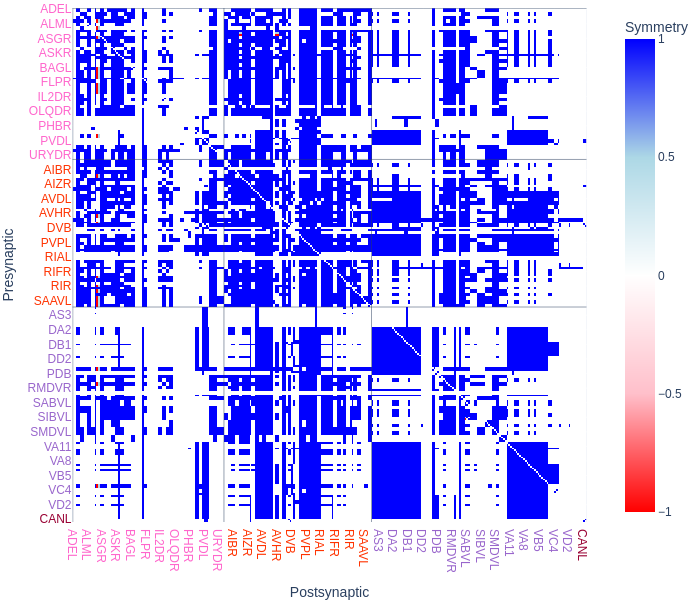 Symmetry
1
0.5
0
−0.5
−1
Presynaptic
ADEL
ALML
ASGR
ASKR
BAGL
FLPR
IL2DR
OLQDR
PHBR
PVDL
URYDR
AIBR
AIZR
AVDL
AVHR
DVB
PVPL
RIAL
RIFR
RIR
SAAVL
AS3
DA2
DB1
DD2
PDB
RMDVR
SABVL
SIBVL
SMDVL
VA11
VA8
VB5
VC4
VD2
CANL
ADEL
ALML
ASGR
ASKR
BAGL
FLPR
IL2DR
OLQDR
PHBR
PVDL
URYDR
AIBR
AIZR
AVDL
AVHR
DVB
PVPL
RIAL
RIFR
RIR
SAAVL
AS3
DA2
DB1
DD2
PDB
RMDVR
SABVL
SIBVL
SMDVL
VA11
VA8
VB5
VC4
VD2
CANL
Postsynaptic